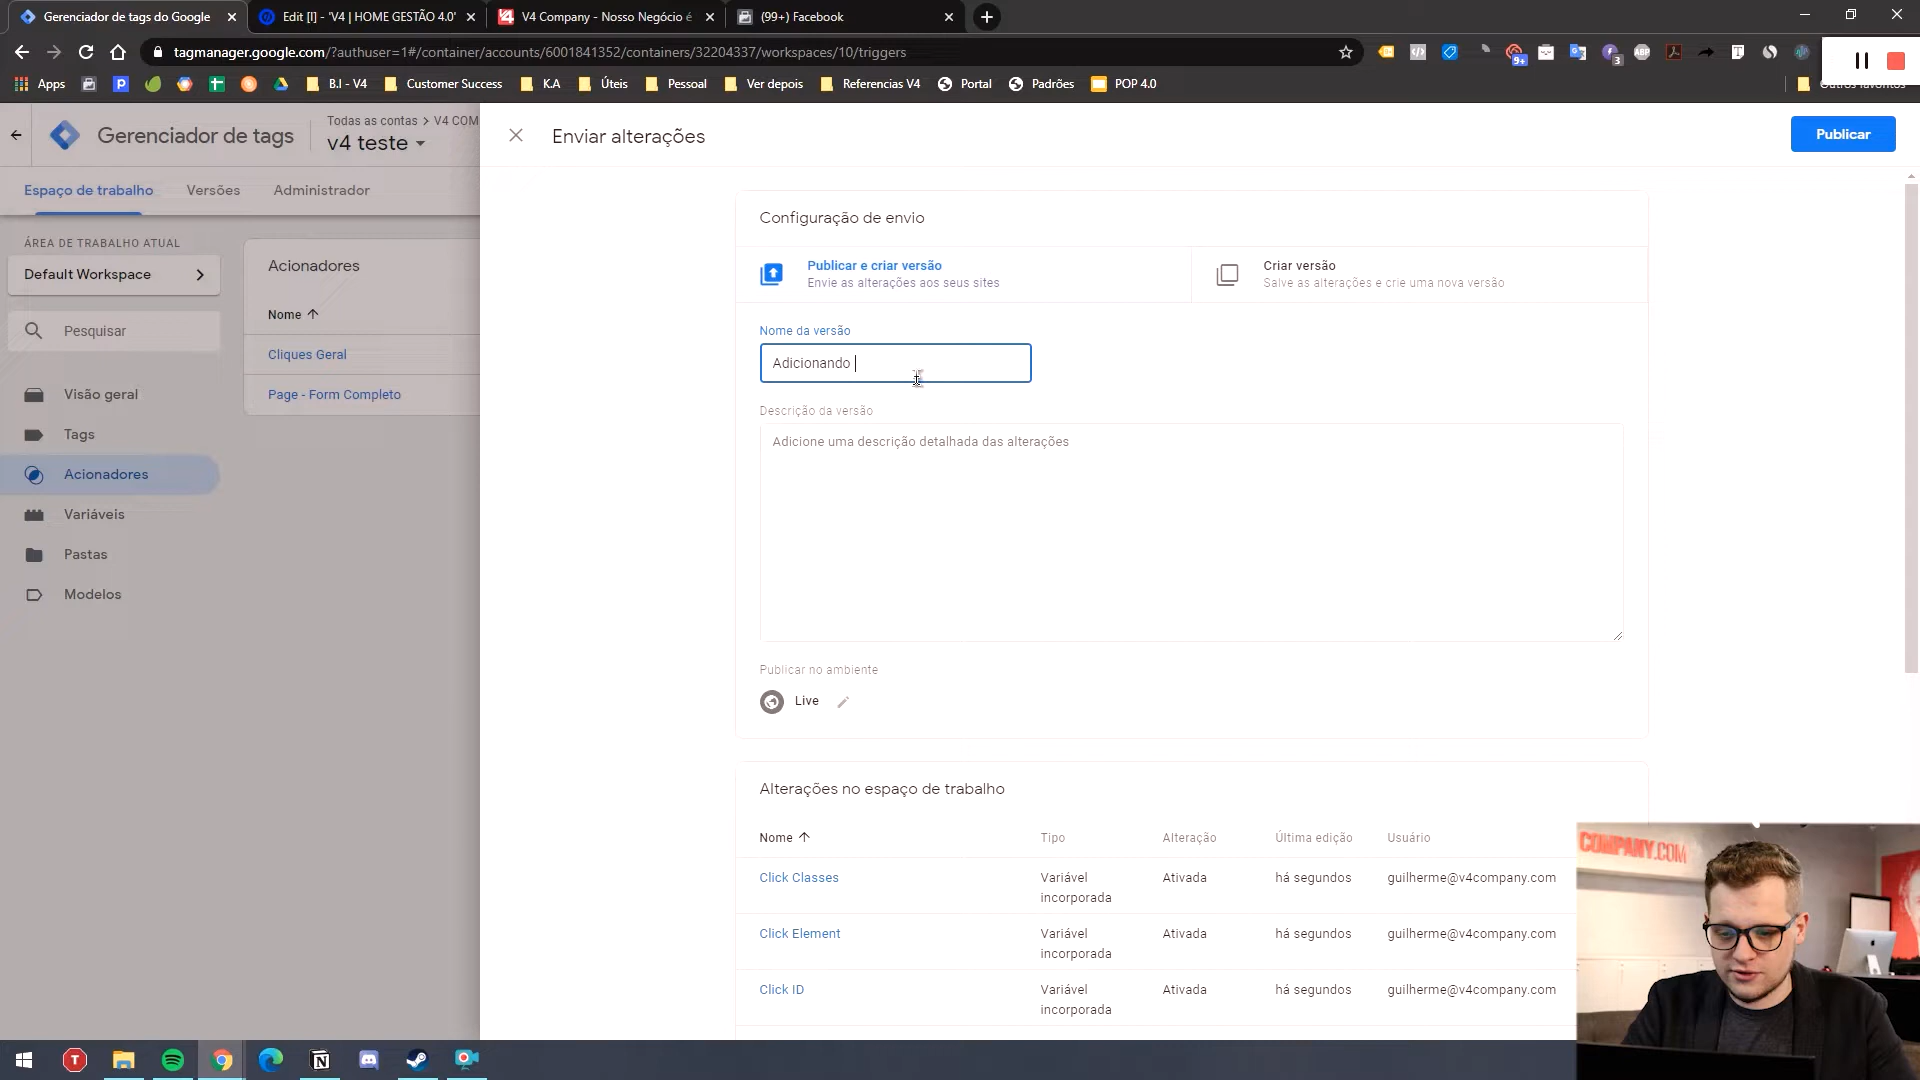 Gerenciador de tags do Google
Edit [I] - 'V4 | HOME GESTÃO 4.0'
V4 Company - Nosso Negócio é
(99+) Facebook
tagmanager.google.com/?authuser=1#/container/accounts/6001841352/containers/32204337/workspaces/10/triggers
Apps
B.I - V4
Customer Success
K.A
Úteis
Pessoal
Ver depois
Referencias V4
Portal
Padrões
POP 4.0
Outros favoritos
Gerenciador de tags
Todas as contas > V4 COM
v4 teste
Enviar alterações
Publicar
Espaço de trabalho
Versões
Administrador
ÁREA DE TRABALHO ATUAL
Default Workspace
Pesquisar
Visão geral
Tags
Acionadores
Variáveis
Pastas
Modelos
Acionadores
Nome
Cliques Geral
Page - Form Completo
Configuração de envio
Publicar e criar versão
Envie as alterações aos seus sites
Criar versão
Salve as alterações e crie uma nova versão
Nome da versão
Adicionando
Descrição da versão
Adicione uma descrição detalhada das alterações
Publicar no ambiente
Live
Alterações no espaço de trabalho
Nome Tipo Alteração Última edição Usuário
Click Classes Variável incorporada Ativada há segundos guilherme@v4company.com
Click Element Variável incorporada Ativada há segundos guilherme@v4company.com
Click ID Variável incorporada Ativada há segundos guilherme@v4company.com
COMPANY.COM